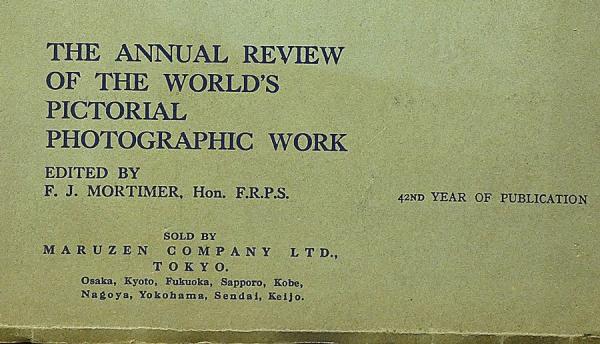 THE ANNUAL REVIEW
OF THE WORLD'S
PICTORIAL
PHOTOGRAPHIC WORK
EDITED BY
F. J. MORTIMER, Hon. F.R.P.S.
42ND YEAR OF PUBLICATION
SOLD BY
MARUZEN COMPANY LTD.,
TOKYO.
Osaka, Kyoto, Fukuoka, Sapporo, Kobe,
Nagoya, Yokohama, Sendai, Keijo.